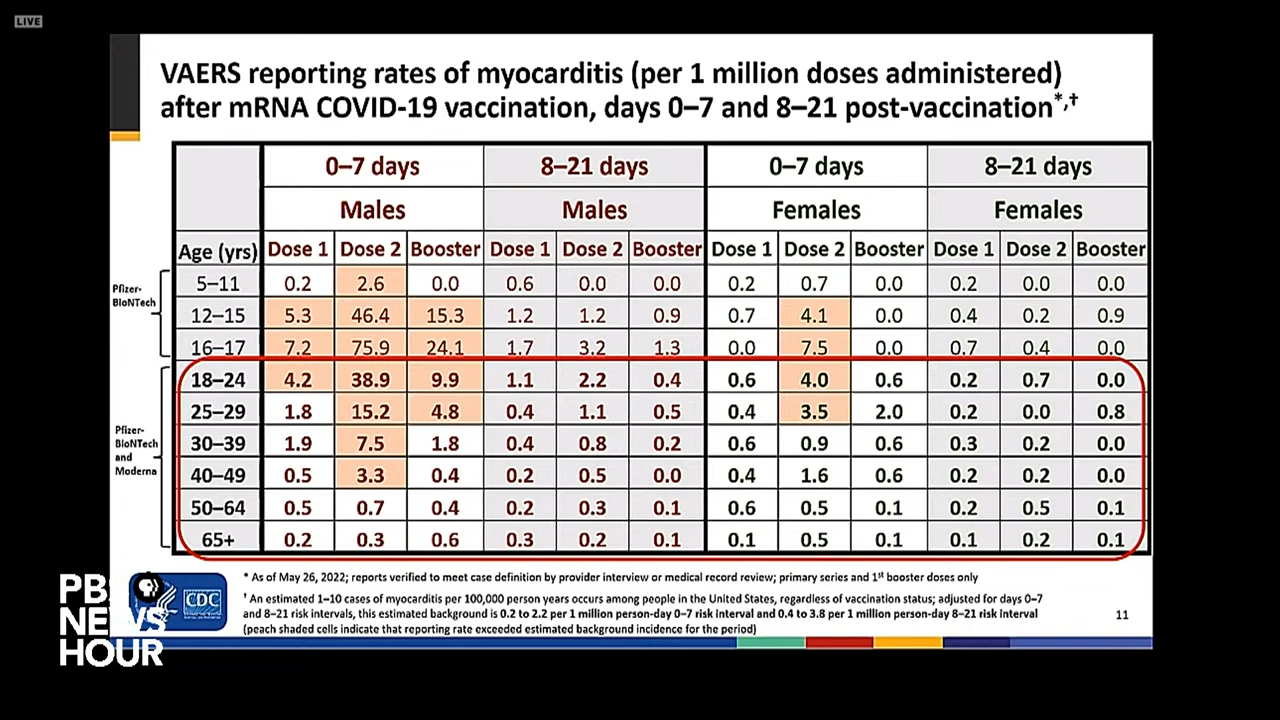 LIVE
VAERS reporting rates of myocarditis (per 1 million doses administered)
after mRNA COVID-19 vaccination, days 0–7 and 8–21 post-vaccination*,†
0–7 days 8–21 days 0–7 days 8–21 days
Males Males Females Females
Age (yrs) Dose 1 Dose 2 Booster Dose 1 Dose 2 Booster Dose 1 Dose 2 Booster Dose 1 Dose 2 Booster
Pfizer-
BioNTech
5–11 0.2 2.6 0.0 0.6 0.0 0.0 0.2 0.7 0.0 0.2 0.0 0.0
12–15 5.3 46.4 15.3 1.2 1.2 0.9 0.7 4.1 0.0 0.4 0.2 0.9
16–17 7.2 75.9 24.1 1.7 3.2 1.3 0.0 7.5 0.0 0.7 0.4 0.0
Pfizer-
BioNTech
and
Moderna
18–24 4.2 38.9 9.9 1.1 2.2 0.4 0.6 4.0 0.6 0.2 0.7 0.0
25–29 1.8 15.2 4.8 0.4 1.1 0.5 0.4 3.5 2.0 0.2 0.0 0.8
30–39 1.9 7.5 1.8 0.4 0.8 0.2 0.6 0.9 0.6 0.3 0.2 0.0
40–49 0.5 3.3 0.4 0.2 0.5 0.0 0.4 1.6 0.6 0.2 0.2 0.0
50–64 0.5 0.7 0.4 0.2 0.3 0.1 0.6 0.5 0.1 0.2 0.5 0.1
65+ 0.2 0.3 0.6 0.3 0.2 0.1 0.1 0.5 0.1 0.1 0.2 0.1
* As of May 26, 2022; reports verified to meet case definition by provider interview or medical record review; primary series and 1st booster doses only
† An estimated 1–10 cases of myocarditis per 100,000 person years occurs among people in the United States, regardless of vaccination status; adjusted for days 0–7
and 8–21 risk intervals, this estimated background is 0.2 to 2.2 per 1 million person-day 0–7 risk interval and 0.4 to 3.8 per 1 million person-day 8–21 risk interval
(peach shaded cells indicate that reporting rate exceeded estimated background incidence for the period)
11
CDC
PBS
NEWS
HOUR